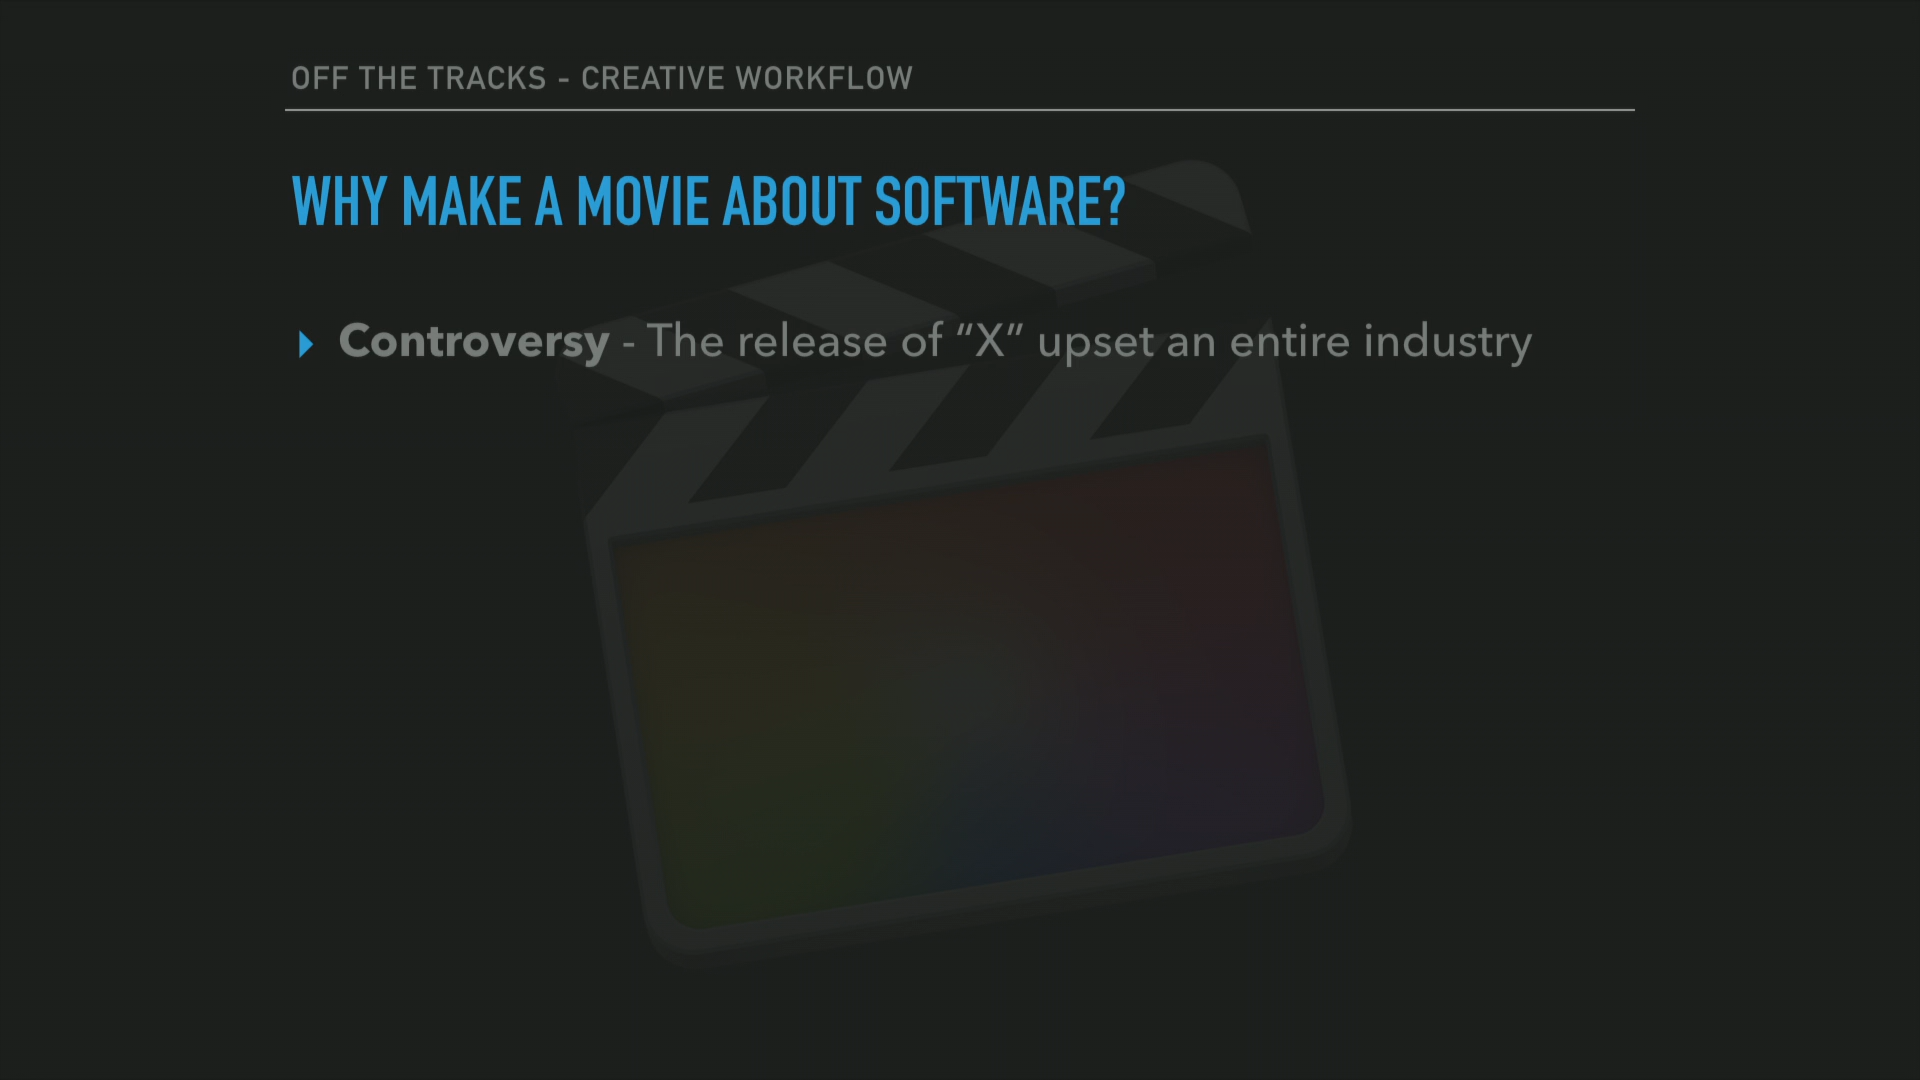 OFF THE TRACKS - CREATIVE WORKFLOW
WHY MAKE A MOVIE ABOUT SOFTWARE?
Controversy - The release of “X” upset an entire industry